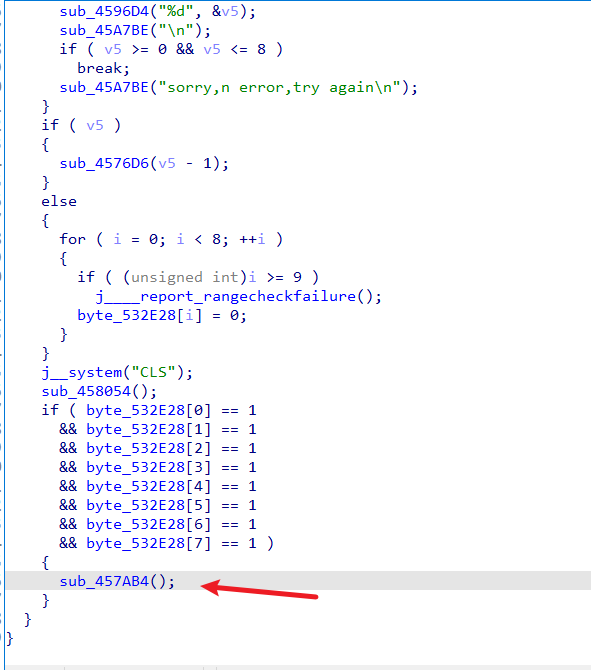 sub_4596D4("%d", &v5);
sub_45A7BE("\n");
if ( v5 >= 0 && v5 <= 8 )
break;
sub_45A7BE("sorry,n error,try again\n");
}
if ( v5 )
{
sub_4576D6(v5 - 1);
}
else
{
for ( i = 0; i < 8; ++i )
{
if ( (unsigned int)i >= 9 )
j____report_rangecheckfailure();
byte_532E28[i] = 0;
}
}
j__system("CLS");
sub_458054();
if ( byte_532E28[0] == 1
&& byte_532E28[1] == 1
&& byte_532E28[2] == 1
&& byte_532E28[3] == 1
&& byte_532E28[4] == 1
&& byte_532E28[5] == 1
&& byte_532E28[6] == 1
&& byte_532E28[7] == 1 )
{
sub_457AB4();
}
}
}